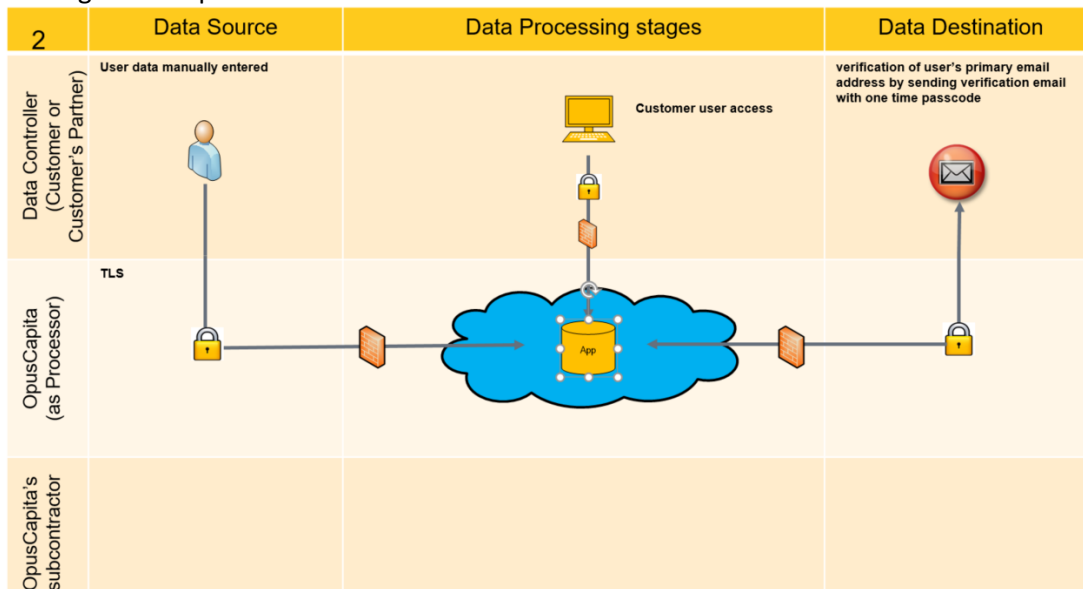 2
Data Source
Data Processing stages
Data Destination
Data Controller
(Customer or
Customer's Partner)
User data manually entered
Customer user access
verification of user's primary email
address by sending verification email
with one time passcode
OpusCapita
(as Processor)
TLS
App
OpusCapita's
subcontractor